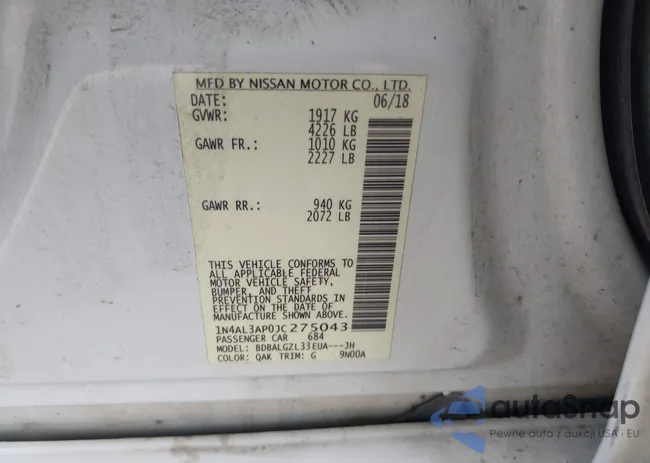 MFD BY NISSAN MOTOR CO., LTD.
DATE: 06/18
GVWR: 1917 KG
4226 LB
GAWR FR.: 1010 KG
2227 LB
GAWR RR.: 940 KG
2072 LB
THIS VEHICLE CONFORMS TO
ALL APPLICABLE FEDERAL
MOTOR VEHICLE SAFETY,
BUMPER, AND THEFT
PREVENTION STANDARDS IN
EFFECT ON THE DATE OF
MANUFACTURE SHOWN ABOVE.
1N4AL3AP0JC275043
PASSENGER CAR 684
MODEL: BDBALGZL33EUA---JH
COLOR: QAK TRIM: G 9N00A
autoSnap
Pewne auta z aukcji USA i EU